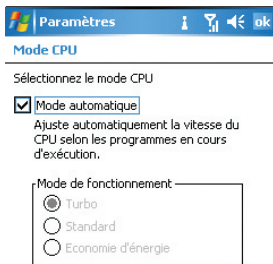 Paramètres ok
Mode CPU
Sélectionnez le mode CPU
Mode automatique
Ajuste automatiquement la vitesse du
CPU selon les programmes en cours
d'exécution.
Mode de fonctionnement
Turbo
Standard
Economie d'énergie